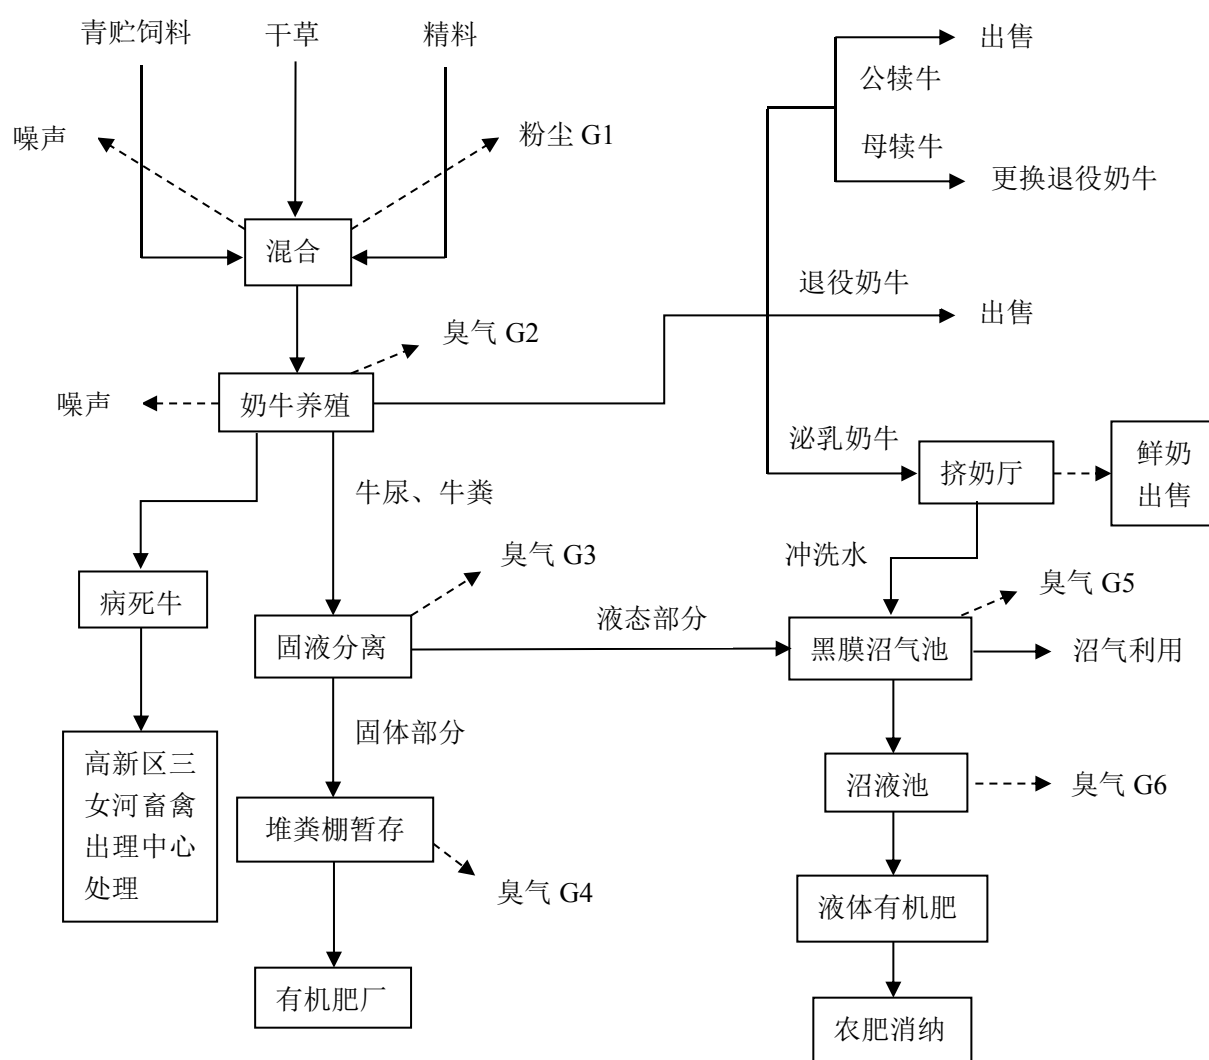 青贮饲料
干草
精料
出售
公犊牛
噪声
粉尘 G1
母犊牛
更换退役奶牛
混合
退役奶牛
出售
臭气 G2
噪声
奶牛养殖
泌乳奶牛
挤奶厅
鲜奶
出售
牛尿、牛粪
冲洗水
臭气 G3
臭气 G5
病死牛
液态部分
固液分离
黑膜沼气池
沼气利用
固体部分
高新区三
女河畜禽
出理中心
处理
沼液池
臭气 G6
堆粪棚暂存
臭气 G4
液体有机肥
有机肥厂
农肥消纳